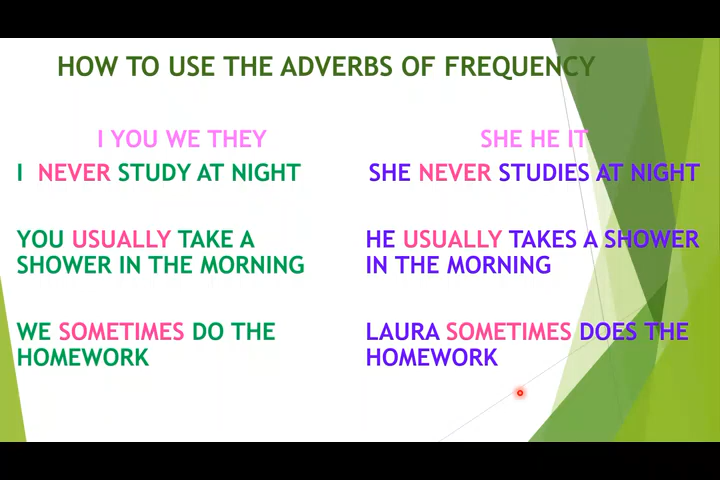 HOW TO USE THE ADVERBS OF FREQUENCY
I YOU WE THEY
I NEVER STUDY AT NIGHT
YOU USUALLY TAKE A
SHOWER IN THE MORNING
WE SOMETIMES DO THE
HOMEWORK
SHE HE IT
SHE NEVER STUDIES AT NIGHT
HE USUALLY TAKES A SHOWER
IN THE MORNING
LAURA SOMETIMES DOES THE
HOMEWORK